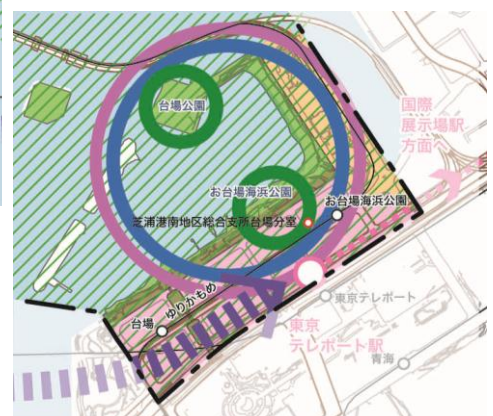 台場公園
国際
展示場駅
方面へ
お台場海浜公園
お台場海浜公園
芝浦港南地区総合支所台場分室
ゆりかもめ
台場
東京テレポート
東京
テレポート駅
青海